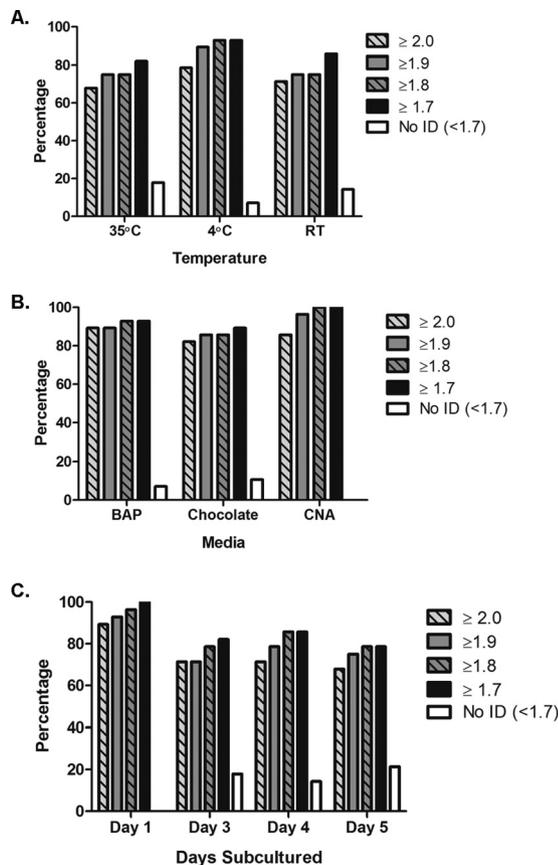 A.
Percentage
100
80
60
40
20
0
35°C 4°C RT
Temperature
≥ 2.0
≥1.9
≥1.8
≥ 1.7
No ID (<1.7)
B.
Percentage
100
80
60
40
20
0
BAP Chocolate CNA
Media
≥ 2.0
≥1.9
≥1.8
≥ 1.7
No ID (<1.7)
C.
Percentage
100
80
60
40
20
0
Day 1 Day 3 Day 4 Day 5
Days Subcultured
≥ 2.0
≥1.9
≥1.8
≥ 1.7
No ID (<1.7)